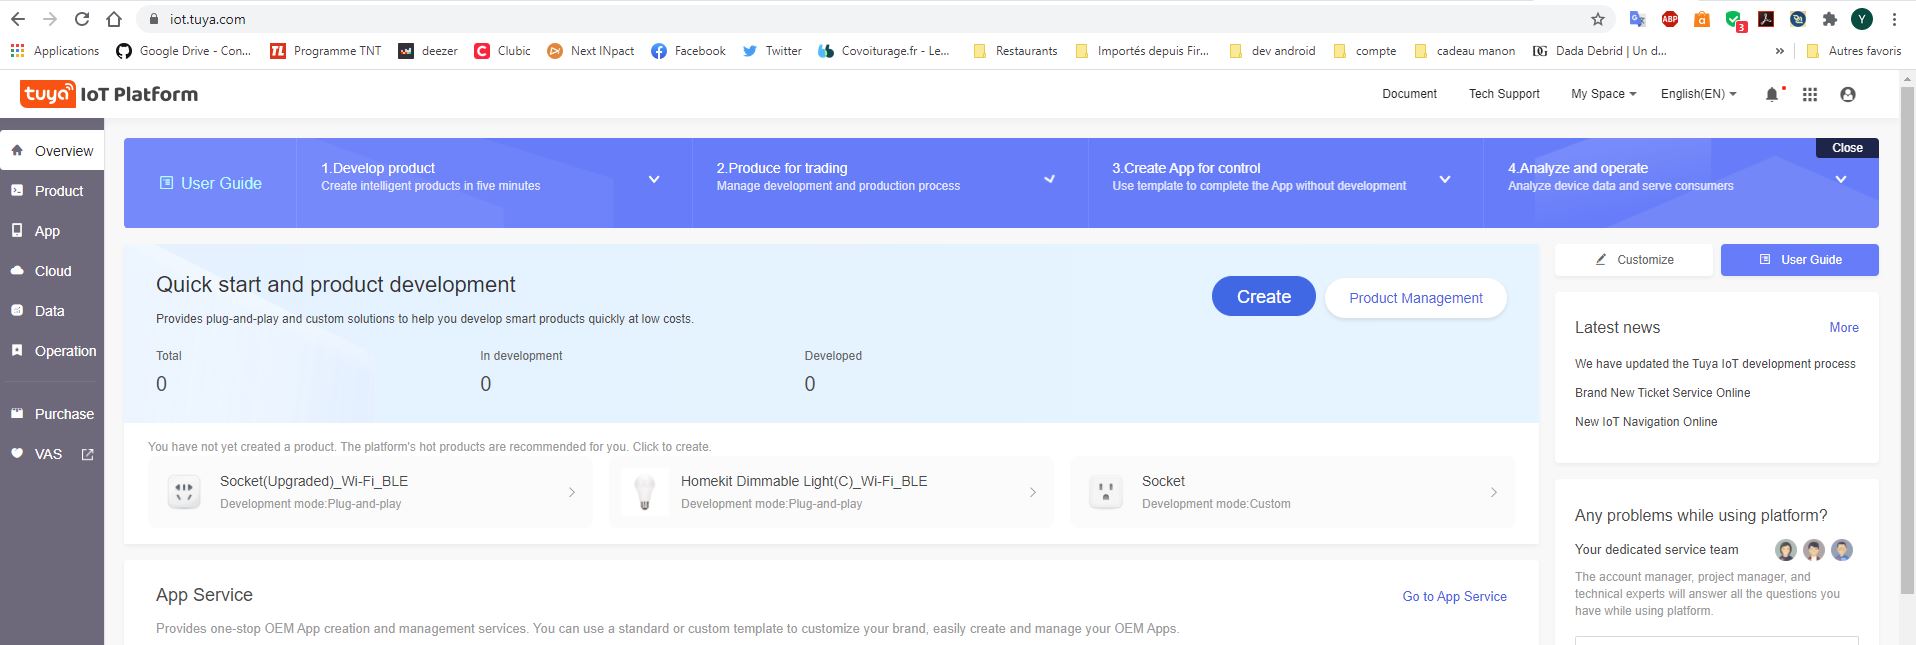 iot.tuya.com
ABP
a
3
Y
Applications
Google Drive - Con...
TL Programme TNT
deezer
C Clubic
Next INpact
Facebook
Twitter
Covoiturage.fr - Le...
Restaurants
Importés depuis Fir...
dev android
compte
cadeau manon
DG Dada Debrid | Un d...
»
Autres favoris
tuya IoT Platform
Document
Tech Support
My Space
English(EN)
Overview
Product
App
Cloud
Data
Operation
Purchase
VAS
User Guide
1.Develop product
Create intelligent products in five minutes
2.Produce for trading
Manage development and production process
3.Create App for control
Use template to complete the App without development
4.Analyze and operate
Analyze device data and serve consumers
Close
Quick start and product development
Provides plug-and-play and custom solutions to help you develop smart products quickly at low costs.
Create
Product Management
Total
0
In development
0
Developed
0
You have not yet created a product. The platform's hot products are recommended for you. Click to create.
Socket(Upgraded)_Wi-Fi_BLE
Development mode:Plug-and-play
Homekit Dimmable Light(C)_Wi-Fi_BLE
Development mode:Plug-and-play
Socket
Development mode:Custom
App Service
Go to App Service
Provides one-stop OEM App creation and management services. You can use a standard or custom template to customize your brand, easily create and manage your OEM Apps.
Customize
User Guide
Latest news
More
We have updated the Tuya IoT development process
Brand New Ticket Service Online
New IoT Navigation Online
Any problems while using platform?
Your dedicated service team
The account manager, project manager, and
technical experts will answer all the questions you
have while using platform.